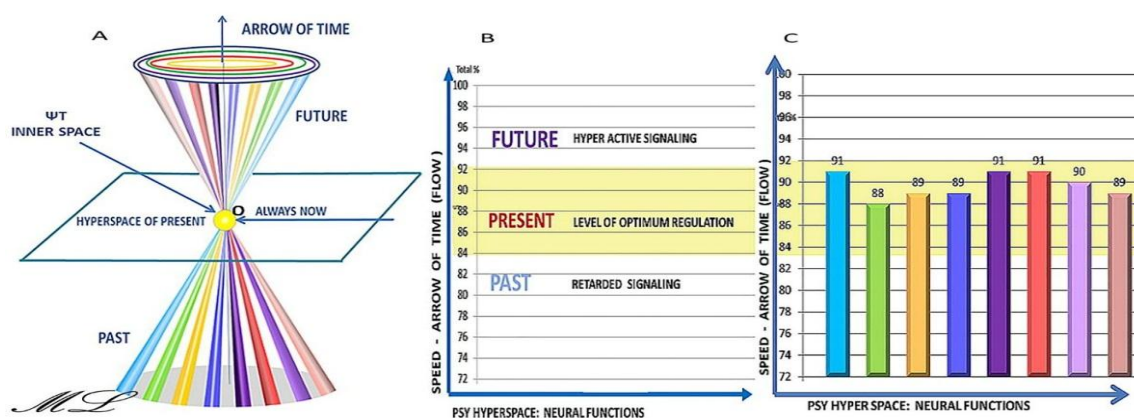 A
ARROW OF TIME
ΨT
INNER SPACE
FUTURE
HYPERSPACE OF PRESENT
O
ALWAYS NOW
PAST
ML
B
Total %
100
98
96
94
92
90
88
86
84
82
80
78
76
74
72
FUTURE HYPER ACTIVE SIGNALING
PRESENT LEVEL OF OPTIMUM REGULATION
PAST RETARDED SIGNALING
SPEED - ARROW OF TIME (FLOW)
PSY HYPERSPACE: NEURAL FUNCTIONS
C
98
96
94
92
90
88
86
84
82
80
78
76
74
72
91
88
89
89
91
91
90
89
SPEED - ARROW OF TIME (FLOW)
PSY HYPER SPACE: NEURAL FUNCTIONS